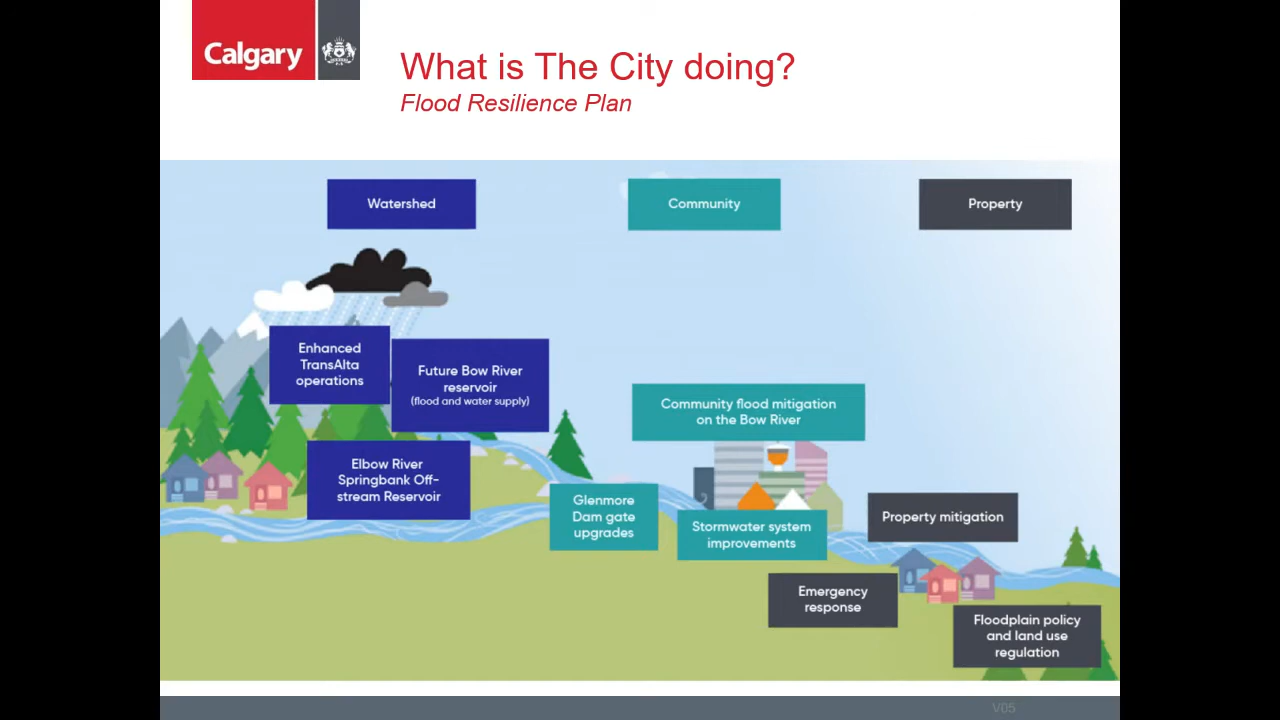 Calgary
What is The City doing?
Flood Resilience Plan
Watershed
Community
Property
Enhanced
TransAlta
operations
Future Bow River
reservoir
(flood and water supply)
Elbow River
Springbank Off-
stream Reservoir
Community flood mitigation
on the Bow River
Glenmore
Dam gate
upgrades
Stormwater system
improvements
Property mitigation
Emergency
response
Floodplain policy
and land use
regulation
V05